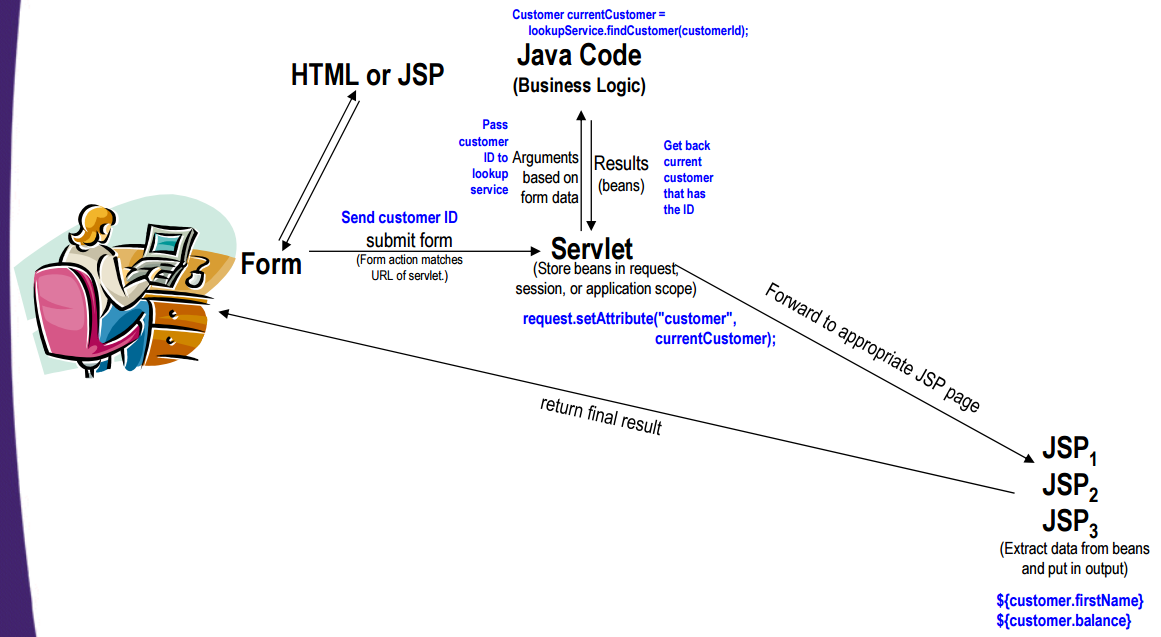 Customer currentCustomer =
lookupService.findCustomer(customerId);
Java Code
(Business Logic)
HTML or JSP
Pass
customer
ID to
lookup
service
Arguments
based on
form data
Results
(beans)
Get back
current
customer
that has
the ID
Send customer ID
submit form
(Form action matches
URL of servlet.)
Form
Servlet
(Store beans in request,
session, or application scope)
request.setAttribute("customer",
currentCustomer);
Forward to appropriate JSP page
return final result
JSP1
JSP2
JSP3
(Extract data from beans
and put in output)
${customer.firstName}
${customer.balance}